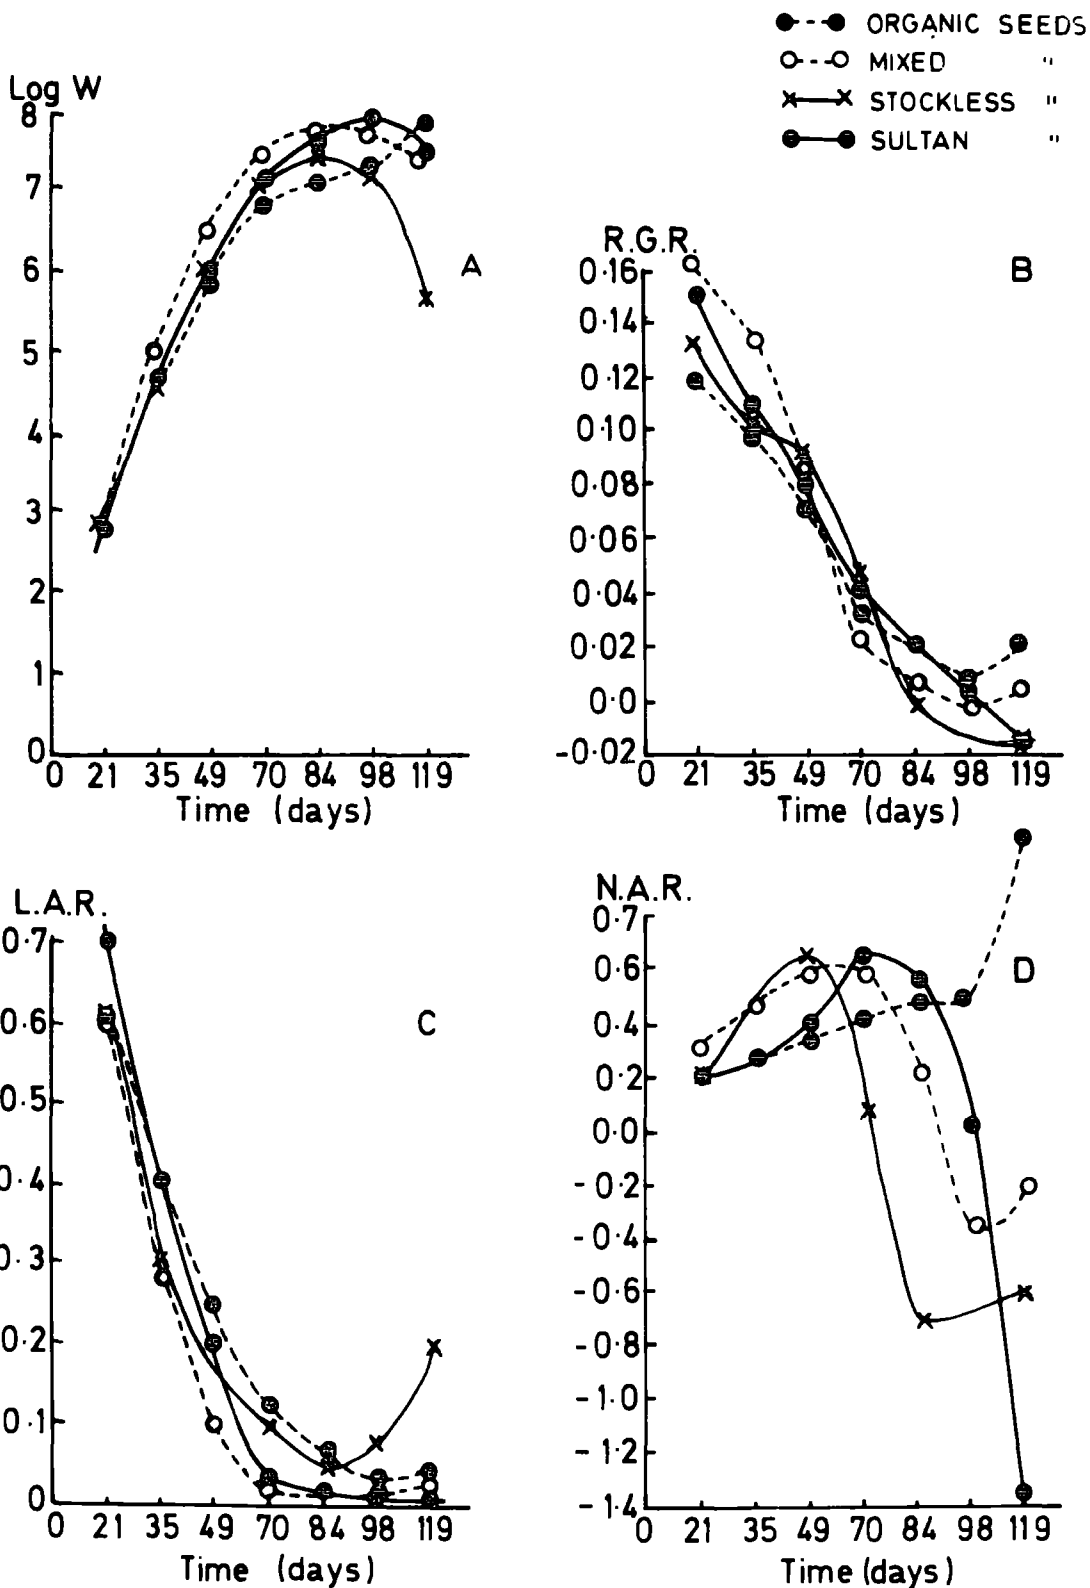 ORGANIC SEEDS
MIXED "
STOCKLESS "
SULTAN "
Log W
8
7
6
5
4
3
2
1
0
A
0 21 35 49 70 84 98 119
Time (days)
R.G.R.
0.16
0.14
0.12
0.10
0.08
0.06
0.04
0.02
0.0
-0.02
B
0 21 35 49 70 84 98 119
Time (days)
L.A.R.
0.7
0.6
0.5
0.4
0.3
0.2
0.1
0
C
0 21 35 49 70 84 98 119
Time (days)
N.A.R.
0.7
0.6
0.4
0.2
0.0
-0.2
-0.4
-0.6
-0.8
-1.0
-1.2
-1.4
D
0 21 35 49 70 84 98 119
Time (days)